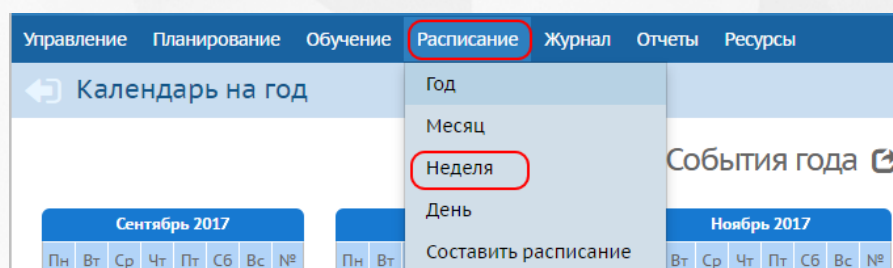 Управление Планирование Обучение Расписание Журнал Отчеты Ресурсы
Календарь на год
Год
Месяц
Неделя
События года
День
Сентябрь 2017 Ноябрь 2017
Составить расписание
Пн Вт Ср Чт Пт Сб Вс № Пн Вт Вт Ср Чт Пт Сб Вс №